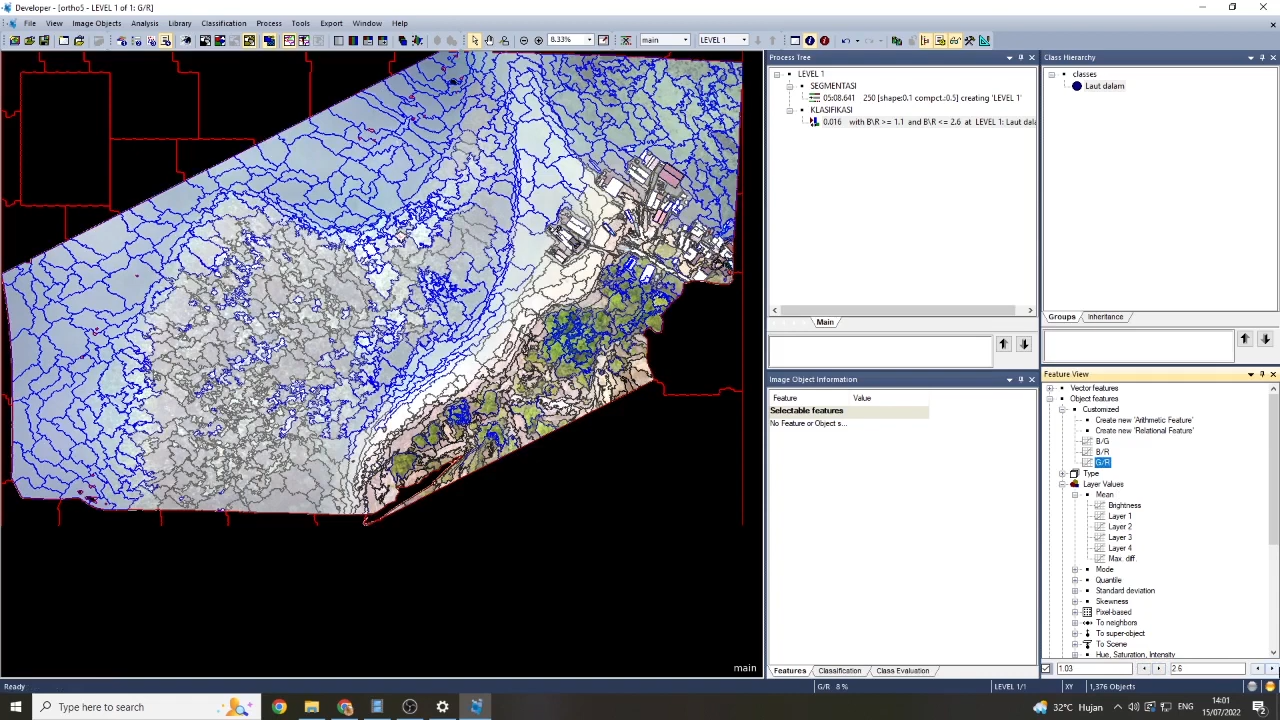 Developer - [ortho5 - LEVEL 1 of 1: G/R]
File View Image Objects Analysis Library Classification Process Tools Export Window Help
8.33% main LEVEL 1
Process Tree
LEVEL 1
SEGMENTASI
05:08.641 250 [shape:0.1 compct.:0.5] creating 'LEVEL 1'
KLASIFIKASI
0.016 with B\R >= 1.1 and B\R <= 2.6 at LEVEL 1: Laut dala
Main
Class Hierarchy
classes
Laut dalam
Groups Inheritance
Image Object Information
Feature Value
Selectable features
No Feature or Object s...
Features Classification Class Evaluation
Feature View
Vector features
Object features
Customized
Create new 'Arithmetic Feature'
Create new 'Relational Feature'
B/G
B/R
G/R
Type
Layer Values
Mean
Brightness
Layer 1
Layer 2
Layer 3
Layer 4
Max. diff.
Mode
Quantile
Standard deviation
Skewness
Pixel-based
To neighbors
To super-object
To Scene
Hue, Saturation, Intensity
1.03 2.6
main
Ready G/R 8 % LEVEL 1/1 XY 1,376 Objects
Type here to search
32°C Hujan ENG 14:01 15/07/2022 2